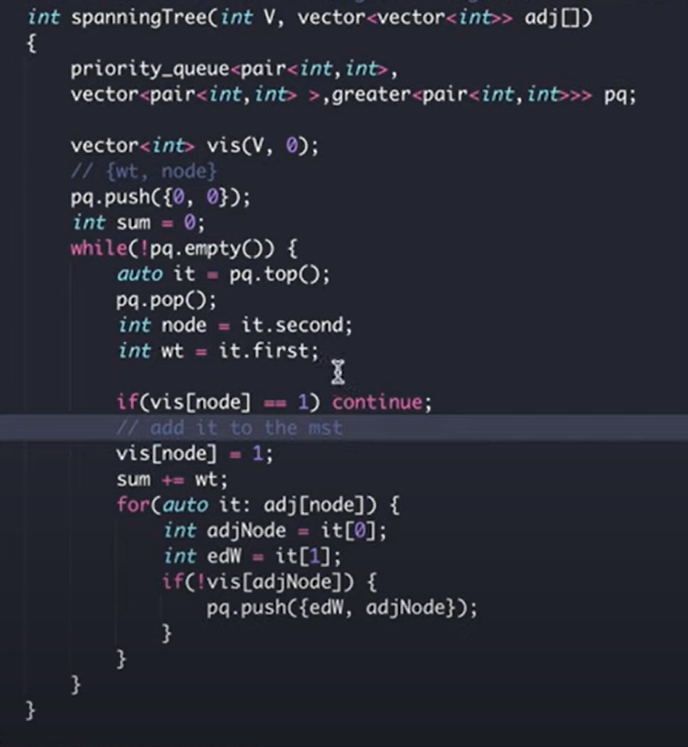 int spanningTree(int V, vector<vector<int>> adj[])
{
    priority_queue<pair<int,int>,
    vector<pair<int,int> >,greater<pair<int,int>>> pq;

    vector<int> vis(V, 0);
    // {wt, node}
    pq.push({0, 0});
    int sum = 0;
    while(!pq.empty()) {
        auto it = pq.top();
        pq.pop();
        int node = it.second;
        int wt = it.first;

        if(vis[node] == 1) continue;
        // add it to the mst
        vis[node] = 1;
        sum += wt;
        for(auto it: adj[node]) {
            int adjNode = it[0];
            int edW = it[1];
            if(!vis[adjNode]) {
                pq.push({edW, adjNode});
            }
        }
    }
}